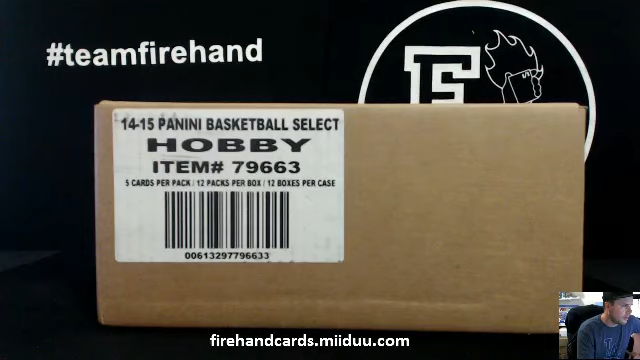 #teamfirehand
F
14-15 PANINI BASKETBALL SELECT
HOBBY
ITEM# 79663
5 CARDS PER PACK / 12 PACKS PER BOX / 12 BOXES PER CASE
00613297796633
firehandcards.miiduu.com